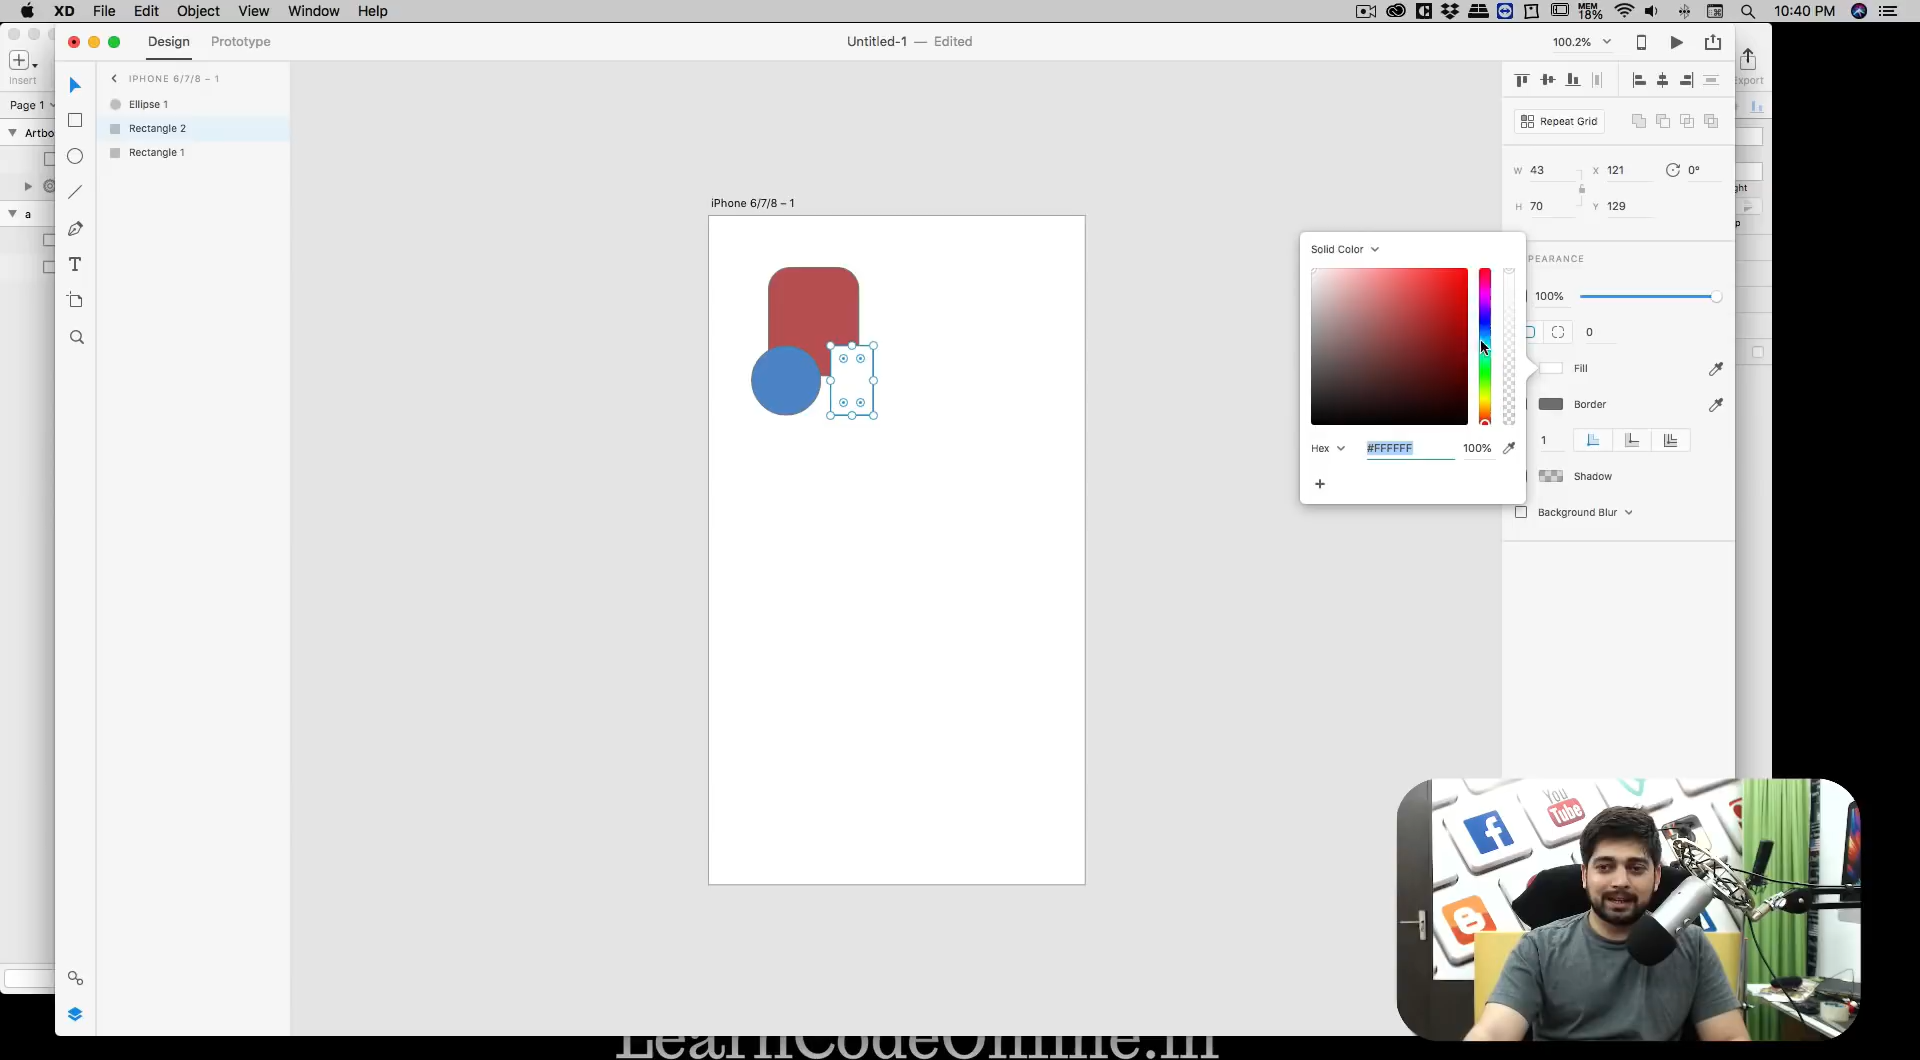 XD File Edit Object View Window Help
MEM
18%
10:40 PM
Design Prototype
Untitled-1 — Edited
100.2%
Insert
Export
Page 1
IPHONE 6/7/8 – 1
Ellipse 1
Rectangle 2
Rectangle 1
Artbo
a
Repeat Grid
W 43 X 121 0°
H 70 Y 129
ght
p
iPhone 6/7/8 – 1
Solid Color
PEARANCE
100%
0
Fill
Border
Hex #FFFFFF 100%
1
+
Shadow
Background Blur
You
Tube
LearnCodeOnline.in